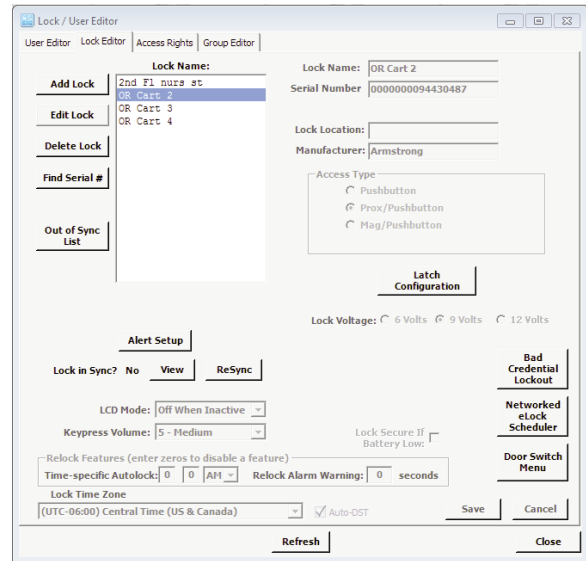 Lock / User Editor
User Editor Lock Editor Access Rights Group Editor
Lock Name:
Add Lock
Edit Lock
Delete Lock
Find Serial #
Out of Sync
List
2nd Fl nurs st
OR Cart 2
OR Cart 3
OR Cart 4
Lock Name: OR Cart 2
Serial Number 0000000094430487
Lock Location:
Manufacturer: Armstrong
Access Type
Pushbutton
Prox/Pushbutton
Mag/Pushbutton
Latch
Configuration
Lock Voltage: 6 Volts 9 Volts 12 Volts
Alert Setup
Lock in Sync? No View ReSync
Bad
Credential
Lockout
Networked
eLock
Scheduler
Door Switch
Menu
LCD Mode: Off When Inactive
Keypress Volume: 5 - Medium
Lock Secure If
Battery Low:
Relock Features (enter zeros to disable a feature)
Time-specific Autolock: 0 0 AM Relock Alarm Warning: 0 seconds
Lock Time Zone
(UTC-06:00) Central Time (US & Canada) Auto-DST
Save Cancel
Refresh Close